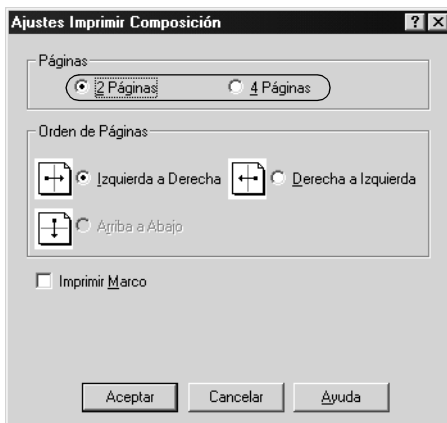 Ajustes Imprimir Composición
Páginas
2 Páginas 4 Páginas
Orden de Páginas
Izquierda a Derecha Derecha a Izquierda
Arriba a Abajo
Imprimir Marco
Aceptar Cancelar Ayuda